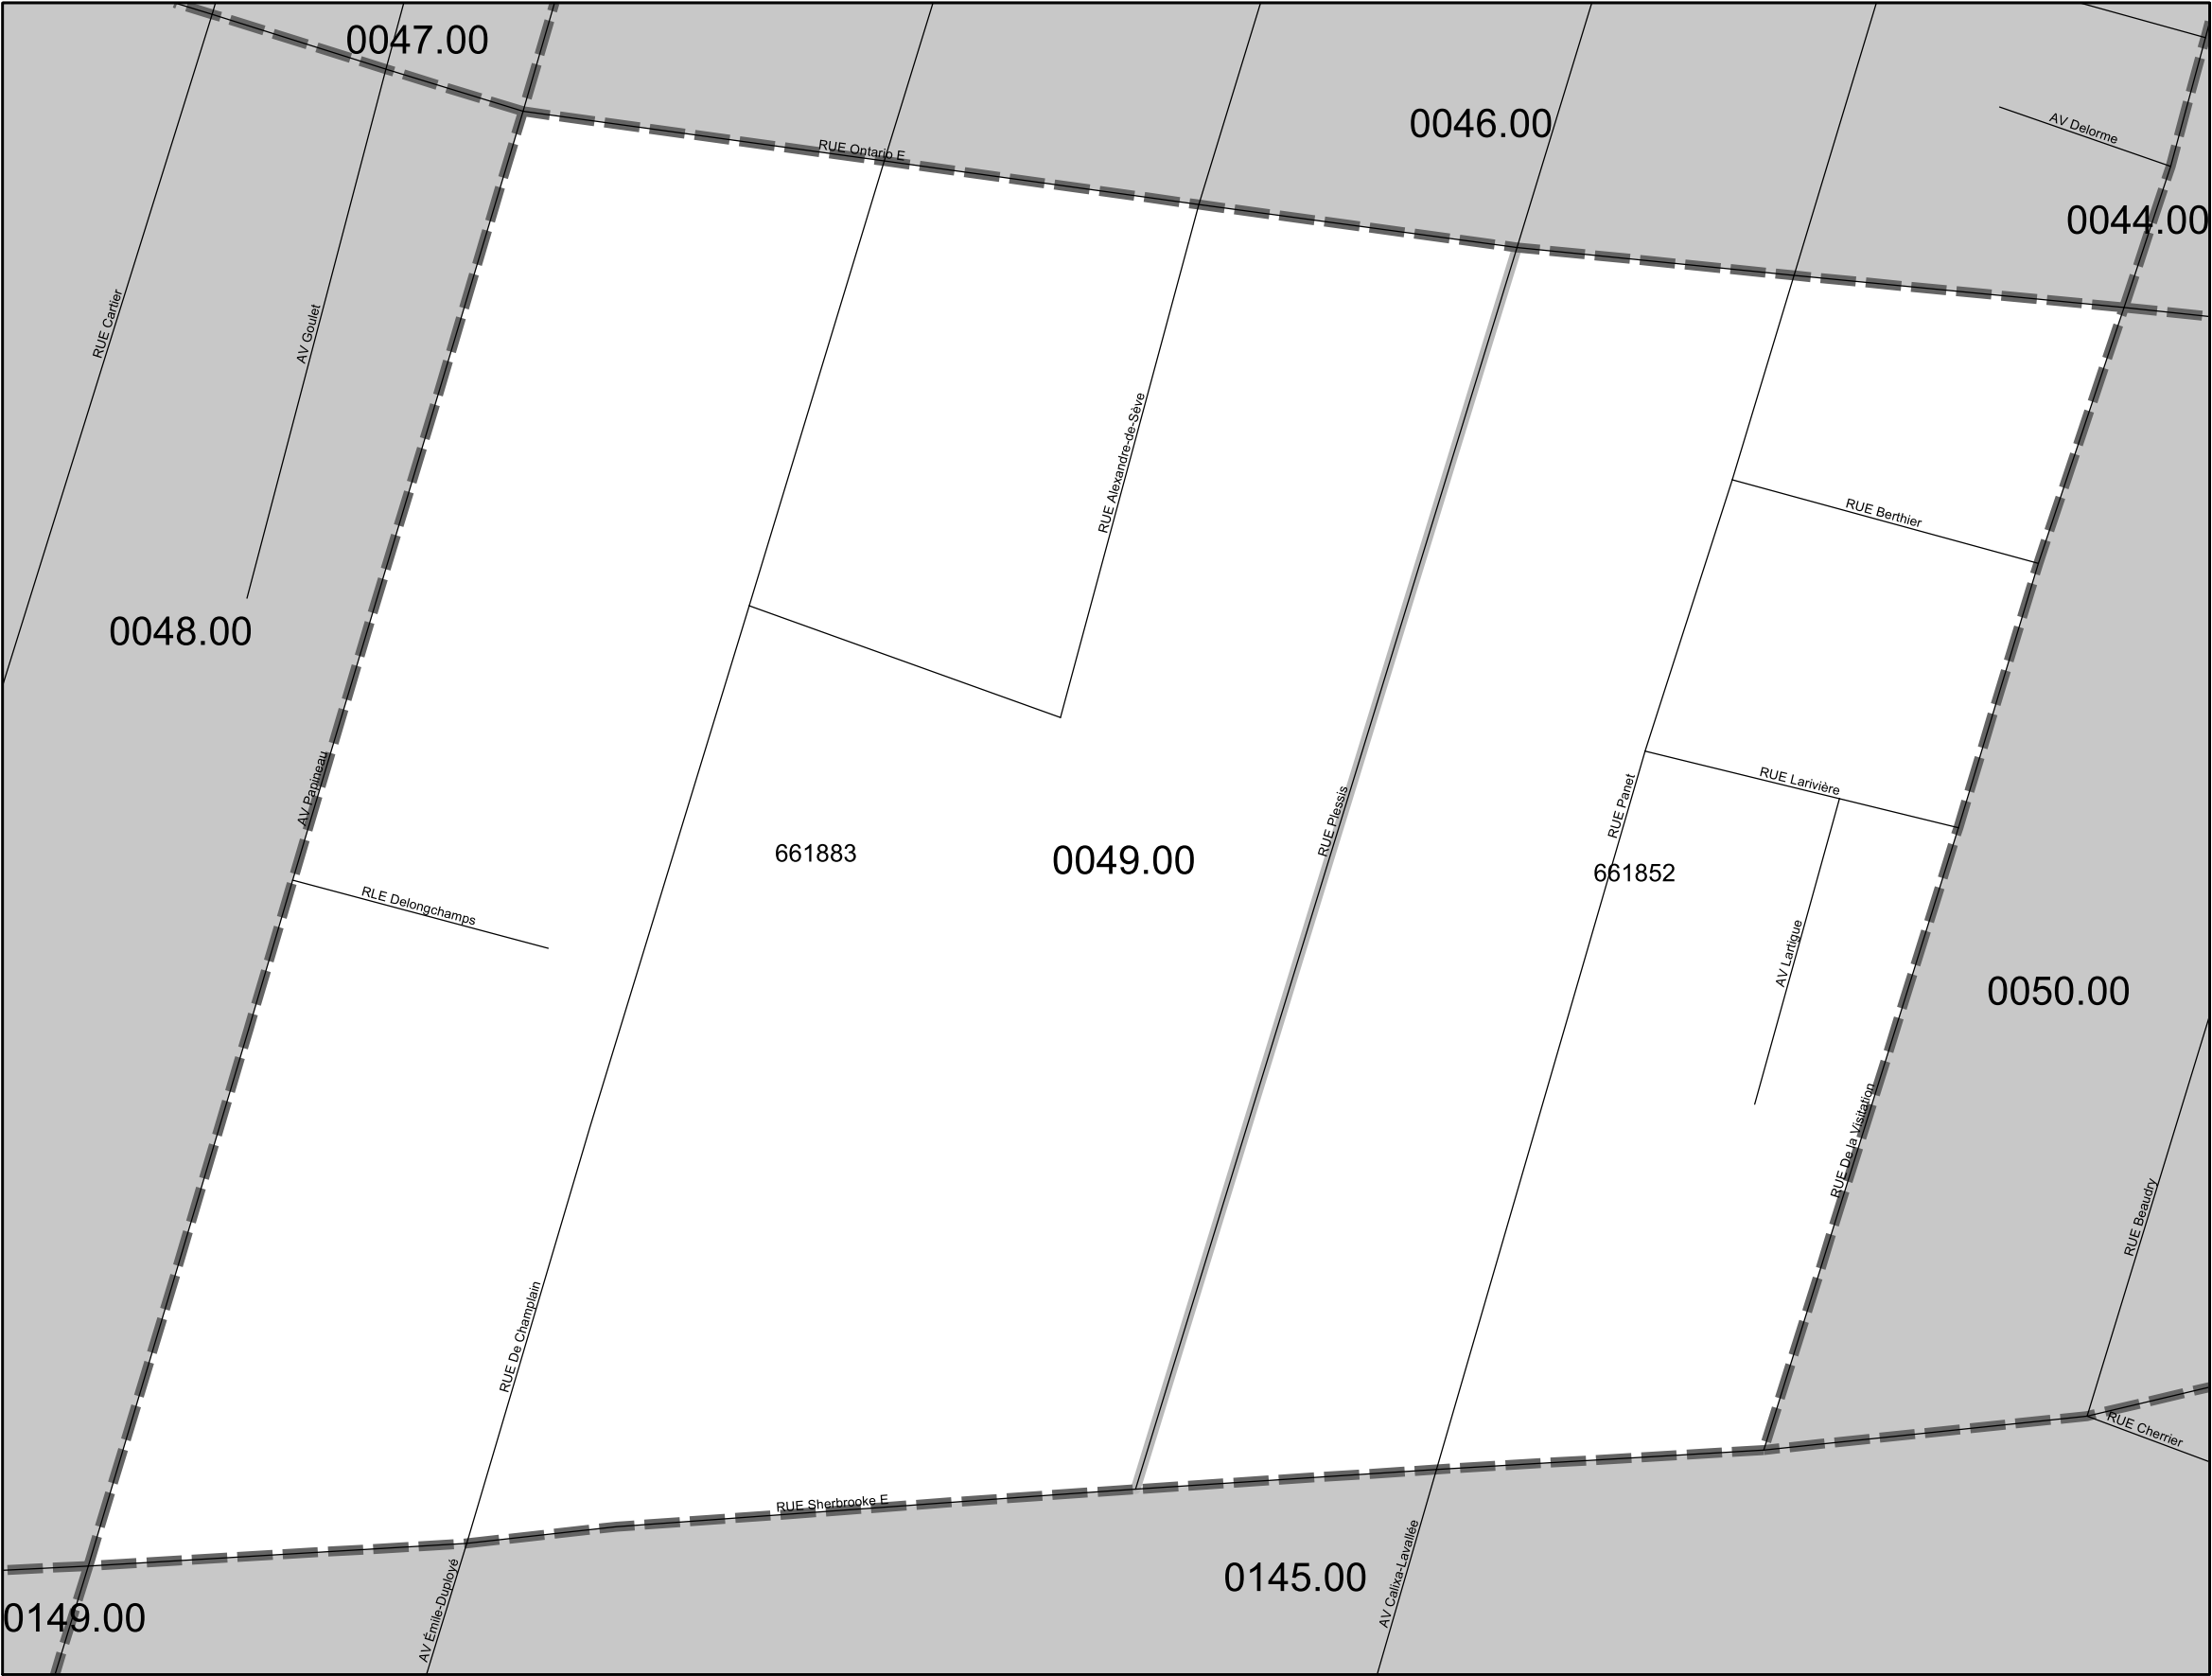 0047.00
0046.00
AV Delorme
RUE Ontario E
0044.00
RUE Cartier
AV Goulet
RUE Alexandre-de-Sève
RUE Berthier
0048.00
AV Papineau
RUE Plessis
RUE Panet
RUE Larivière
661883
0049.00
661852
RLE Delongchamps
AV Lartigue
0050.00
RUE De la Visitation
RUE Beaudry
RUE De Champlain
RUE Cherrier
RUE Sherbrooke E
0145.00
AV Calixa-Lavallée
0149.00
AV Émile-Duployé